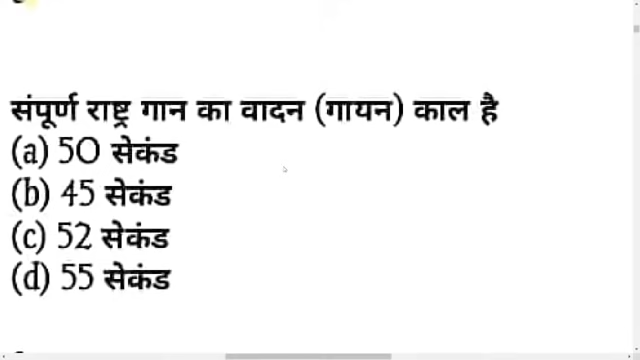 संपूर्ण राष्ट्र गान का वादन (गायन) काल है
(a) 50 सेकंड
(b) 45 सेकंड
(c) 52 सेकंड
(d) 55 सेकंड